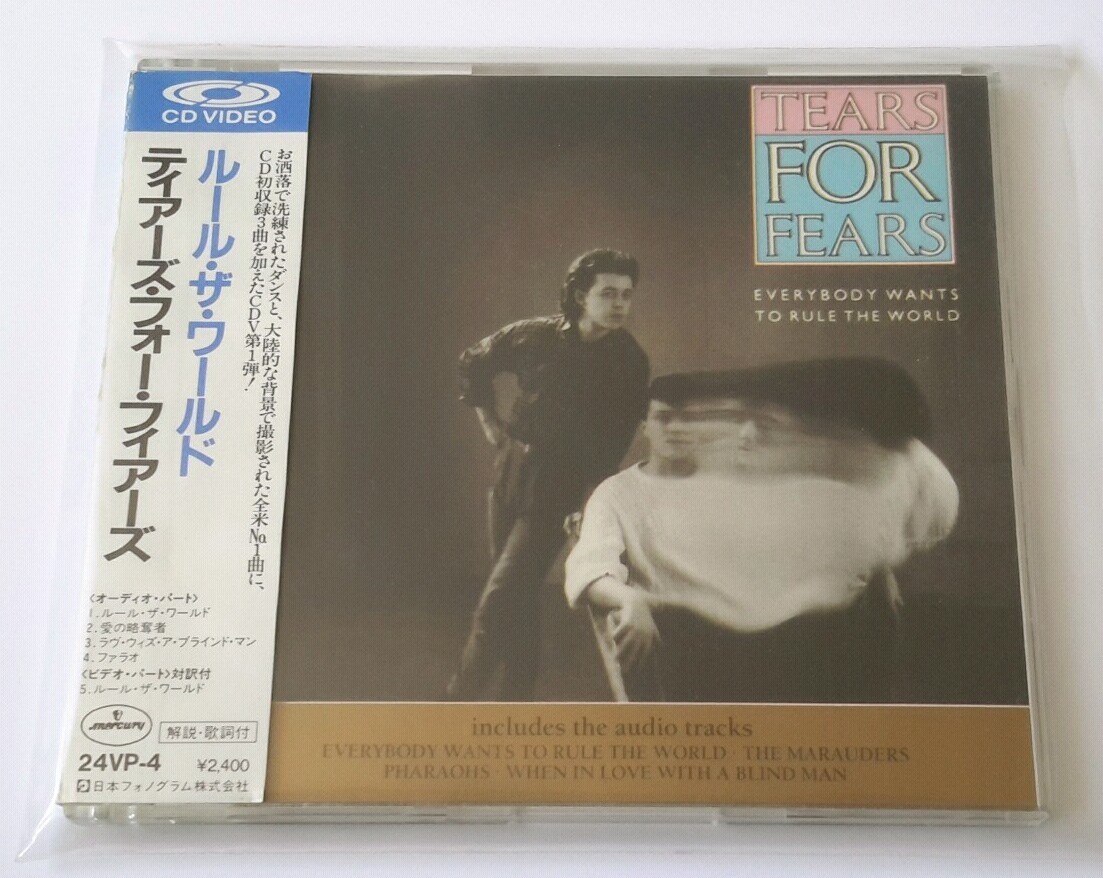 CD VIDEO
ルール・ザ・ワールド
ティアーズ・フォー・フィアーズ
お洒落で洗練されたダンスと、大陸的な背景で撮影された全米No.1曲に、
CD初収録3曲を加えたCDV第1弾!
〈オーディオ・パート〉
1.ルール・ザ・ワールド
2.愛の略奪者
3.ラヴ・ウィズ・ア・ブラインド・マン
4.ファラオ
〈ビデオ・パート〉対訳付
5.ルール・ザ・ワールド
mercury
解説・歌詞付
24VP-4 ¥2,400
日本フォノグラム株式会社
TEARS
FOR
FEARS
EVERYBODY WANTS
TO RULE THE WORLD
includes the audio tracks
EVERYBODY WANTS TO RULE THE WORLD · THE MARAUDERS
PHARAOHS · WHEN IN LOVE WITH A BLIND MAN